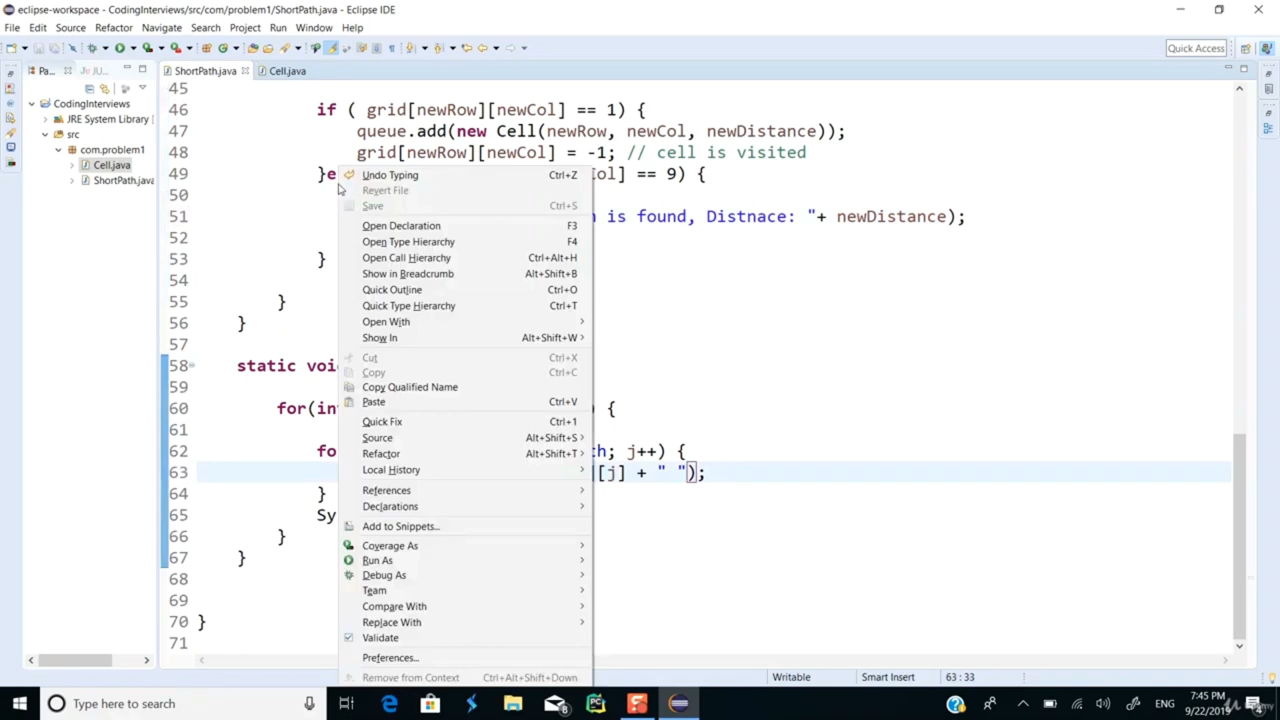 eclipse-workspace - CodingInterviews/src/com/problem1/ShortPath.java - Eclipse IDE
File Edit Source Refactor Navigate Search Project Run Window Help
Quick Access
Pa... JU... ShortPath.java Cell.java
CodingInterviews
JRE System Library
src
com.problem1
Cell.java
ShortPath.java
45
46 if ( grid[newRow][newCol] == 1) {
47 queue.add(new Cell(newRow, newCol, newDistance));
48 grid[newRow][newCol] = -1; // cell is visited
49 }e ol] == 9) {
50
51 n is found, Distnace: "+ newDistance);
52
53 }
54
55 }
56 }
57
58 static voi
59
60 for(in ) {
61
62 fo th; j++) {
63 [j] + " ");
64 }
65 Sy
66 }
67 }
68
69
70 }
71
Undo Typing Ctrl+Z
Revert File
Save Ctrl+S
Open Declaration F3
Open Type Hierarchy F4
Open Call Hierarchy Ctrl+Alt+H
Show in Breadcrumb Alt+Shift+B
Quick Outline Ctrl+O
Quick Type Hierarchy Ctrl+T
Open With
Show In Alt+Shift+W
Cut Ctrl+X
Copy Ctrl+C
Copy Qualified Name
Paste Ctrl+V
Quick Fix Ctrl+1
Source Alt+Shift+S
Refactor Alt+Shift+T
Local History
References
Declarations
Add to Snippets...
Coverage As
Run As
Debug As
Team
Compare With
Replace With
Validate
Preferences...
Remove from Context Ctrl+Alt+Shift+Down
Writable Smart Insert 63 : 33
Type here to search
ENG
7:45 PM
9/22/2019